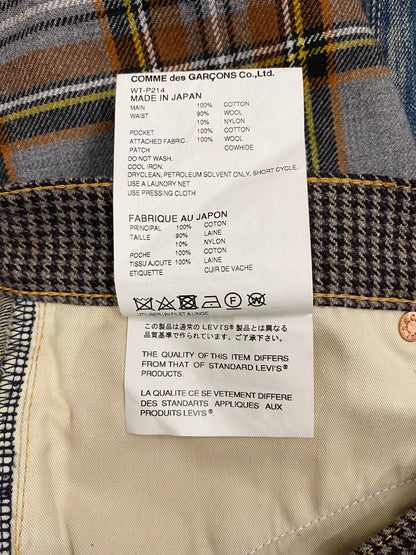 COMME des GARÇONS Co.,Ltd.
WT-P214
MADE IN JAPAN
MAIN 100% COTTON
WAIST 90% WOOL
10% NYLON
POCKET 100% COTTON
ATTACHED FABRIC 100% WOOL
PATCH COWHIDE
DO NOT WASH.
COOL IRON.
DRYCLEAN, PETROLEUM SOLVENT ONLY. SHORT CYCLE.
USE A LAUNDRY NET
USE PRESSING CLOTH
FABRIQUE AU JAPON
PRINCIPAL 100% COTON
TAILLE 90% LAINE
10% NYLON
POCHE 100% COTON
TISSU AJOUTE 100% LAINE
ETIQUETTE CUIR DE VACHE
UTILISER UN FILET A LINGE
この製品は通常のLEVI'S®製品とは異なる
品質基準で作られています。ご了承下さい。
THE QUALITY OF THIS ITEM DIFFERS
FROM THAT OF STANDARD LEVI'S®
PRODUCTS.
LA QUALITE CE SE VETEMENT DIFFERE
DES STANDARTS APPLIQUES AUX
PRODUITS LEVI'S®.